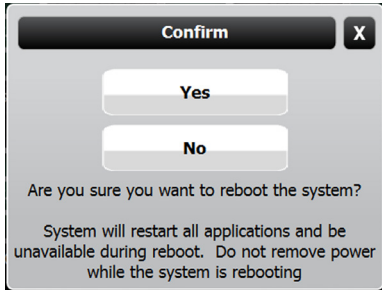 Confirm
X
Yes
No
Are you sure you want to reboot the system?
System will restart all applications and be
unavailable during reboot.  Do not remove power
while the system is rebooting